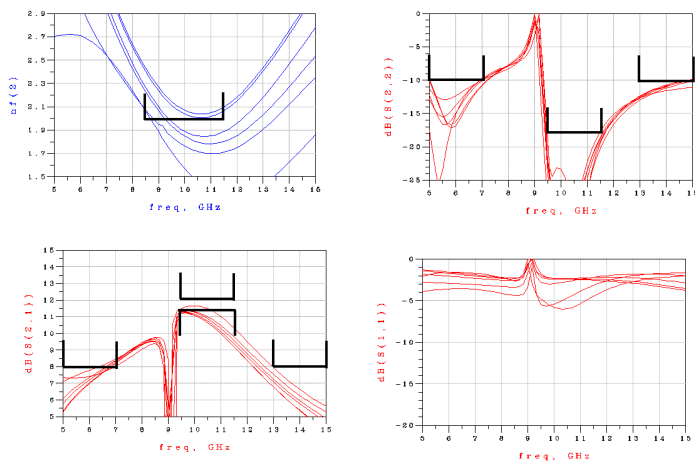 2.9
2.7
2.5
2.3
2.1
1.9
1.7
1.5
nf(2)
5 6 7 8 9 10 11 12 13 14 15
freq, GHz
0
-5
-10
-15
-20
-25
dB(S(2,2))
5 6 7 8 9 10 11 12 13 14 15
freq, GHz
15
14
13
12
11
10
9
8
7
6
5
dB(S(2,1))
5 6 7 8 9 10 11 12 13 14 15
freq, GHz
0
-5
-10
-15
-20
dB(S(1,1))
5 6 7 8 9 10 11 12 13 14 15
freq, GHz